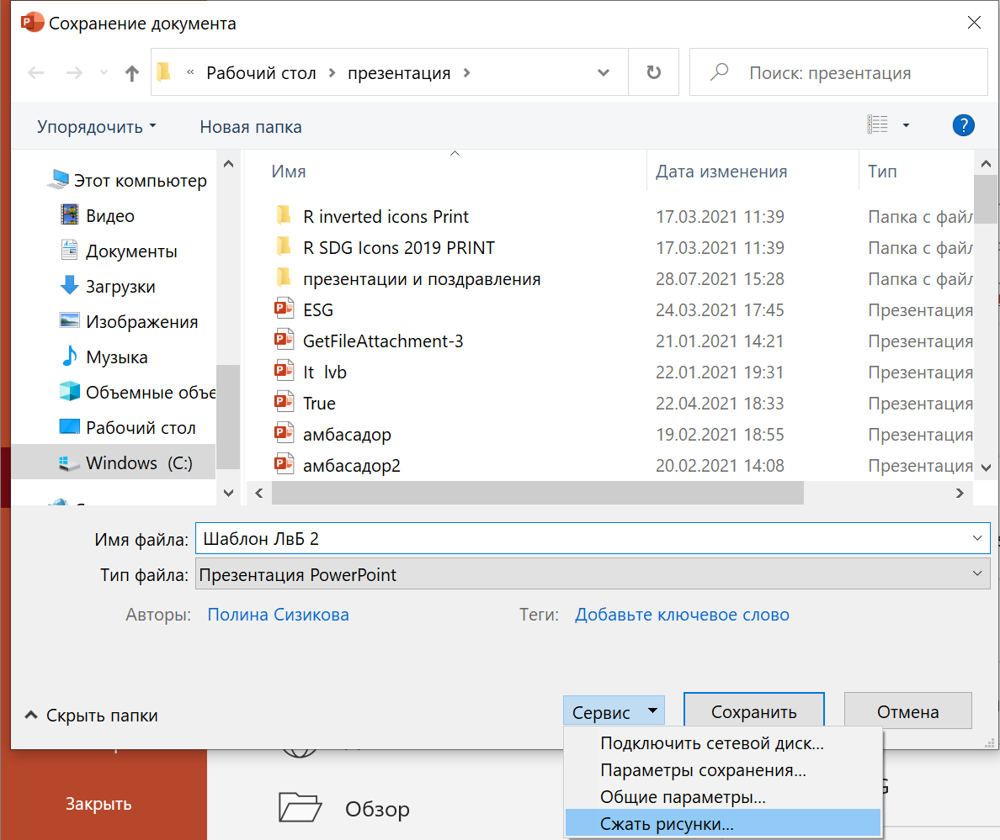 Сохранение документа
« Рабочий стол › презентация ›
Поиск: презентация
Упорядочить
Новая папка
?
Этот компьютер
Видео
Документы
Загрузки
Изображения
Музыка
Объемные объе
Рабочий стол
Windows (C:)
Имя Дата изменения Тип
R inverted icons Print 17.03.2021 11:39 Папка с файл
R SDG Icons 2019 PRINT 17.03.2021 11:39 Папка с файл
презентации и поздравления 28.07.2021 15:28 Папка с файл
ESG 24.03.2021 17:45 Презентация
GetFileAttachment-3 21.01.2021 14:21 Презентация
It lvb 22.01.2021 19:31 Презентация
True 22.04.2021 18:33 Презентация
амбасадор 19.02.2021 18:55 Презентация
амбасадор2 20.02.2021 14:08 Презентация
Имя файла: Шаблон ЛвБ 2
Тип файла: Презентация PowerPoint
Авторы: Полина Сизикова Теги: Добавьте ключевое слово
Скрыть папки
Сервис
Сохранить
Отмена
Подключить сетевой диск...
Параметры сохранения...
Общие параметры...
Сжать рисунки...
Закрыть
Обзор